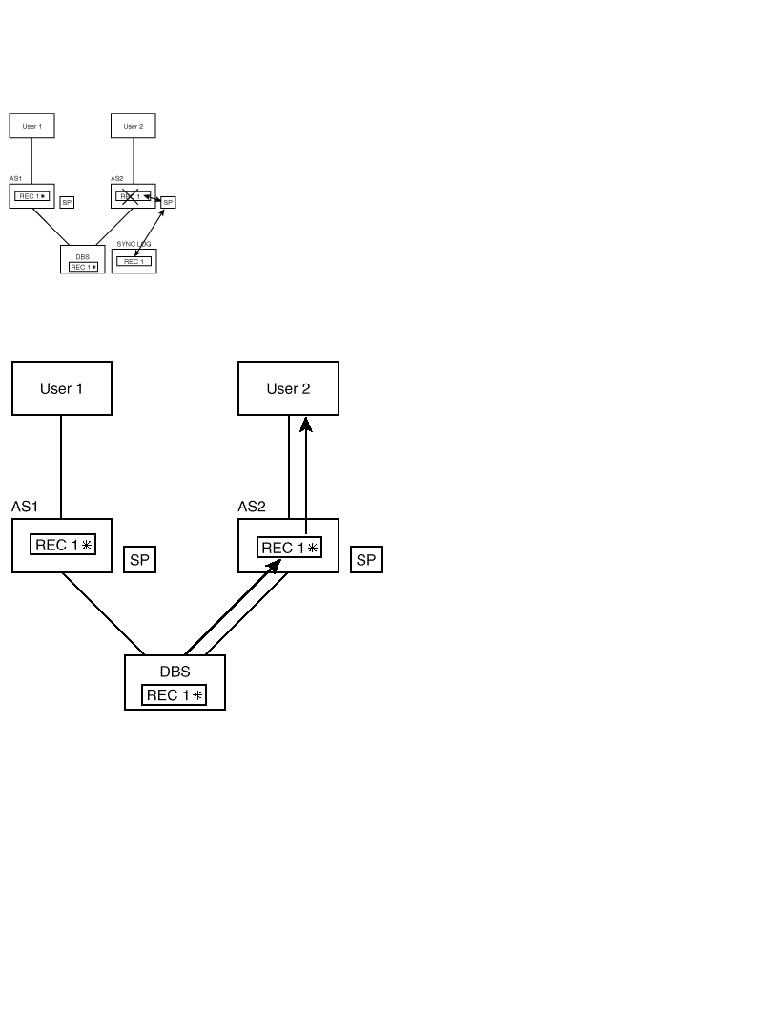 User 1 User 2
AS1 AS2
REC 1 * SP REC 1 SP
SYNC LOG
DBS
REC 1 * REC 1
User 1 User 2
AS1 AS2
REC 1 * SP REC 1 * SP
DBS
REC 1 *